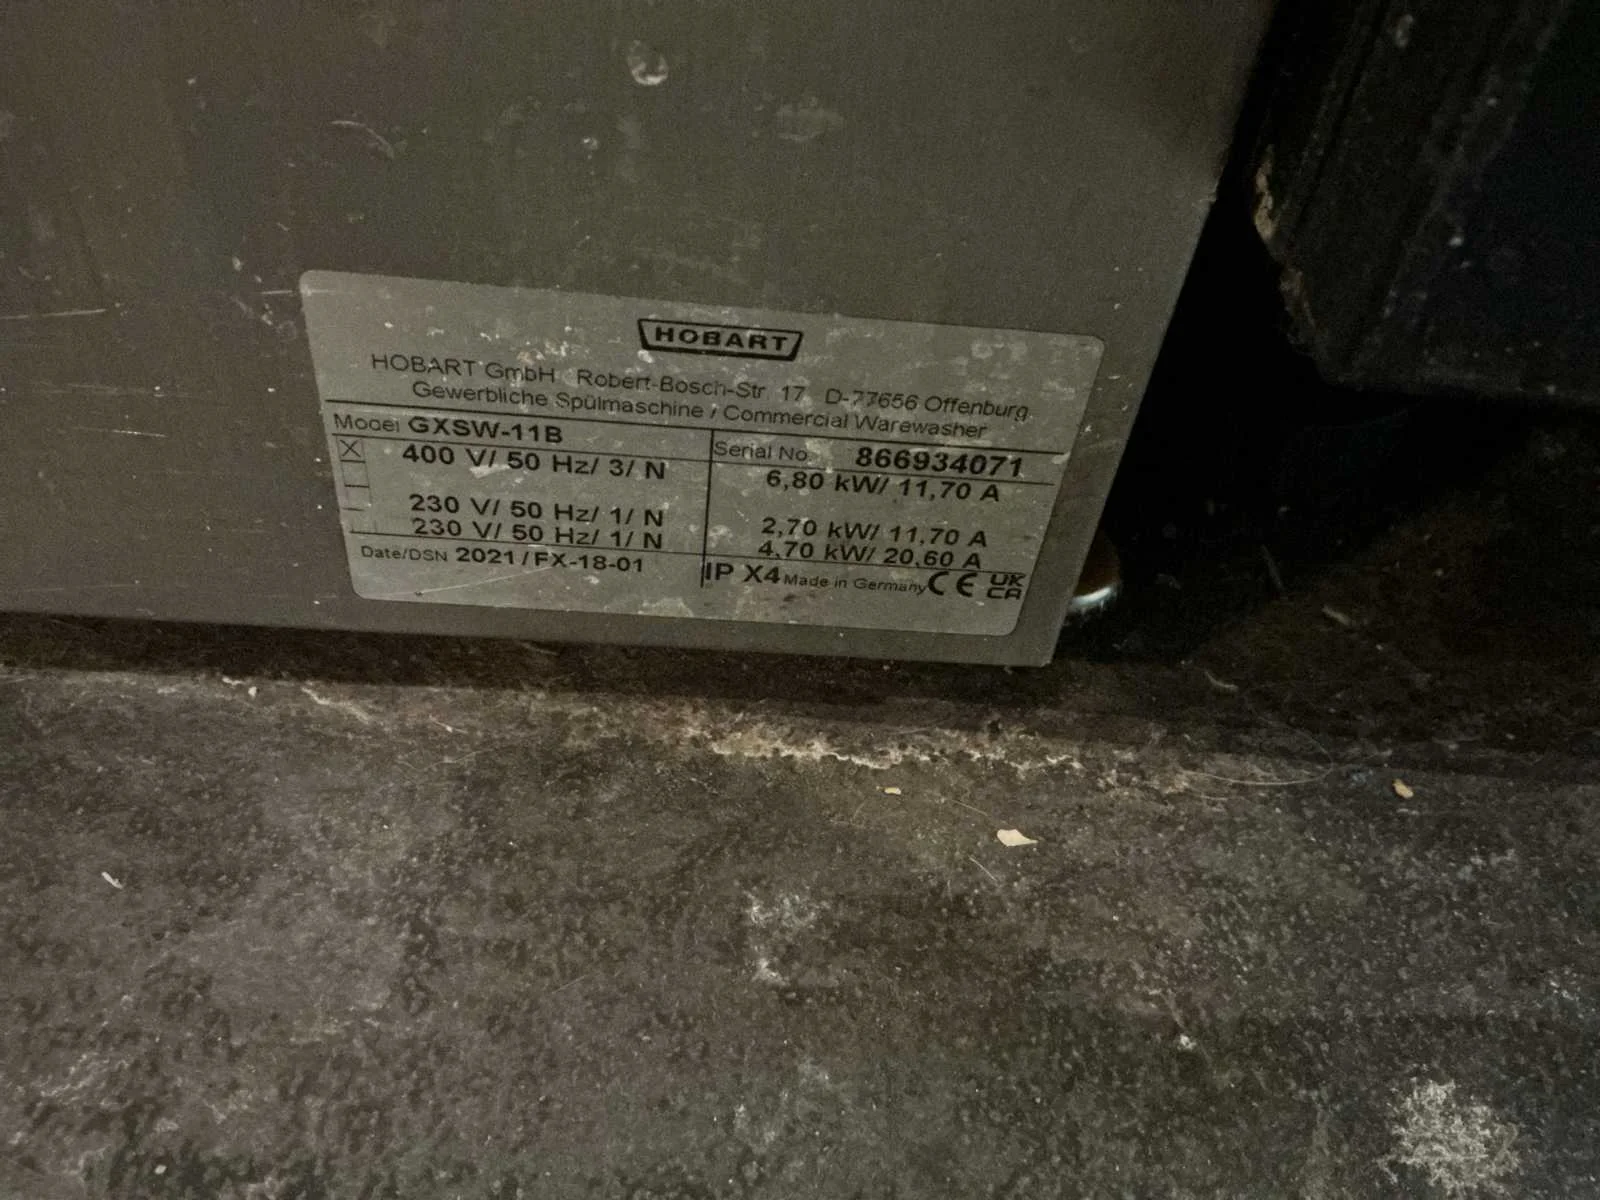 HOBART
HOBART GmbH Robert-Bosch-Str. 17 D-77656 Offenburg
Gewerbliche Spülmaschine / Commercial Warewasher
Model GXSW-11B
Serial No. 866934071
X 400 V/ 50 Hz/ 3/ N 6,80 kW/ 11,70 A
230 V/ 50 Hz/ 1/ N 2,70 kW/ 11,70 A
230 V/ 50 Hz/ 1/ N 4,70 kW/ 20,60 A
Date/DSN 2021/FX-18-01
IP X4 Made in Germany CE UKCA